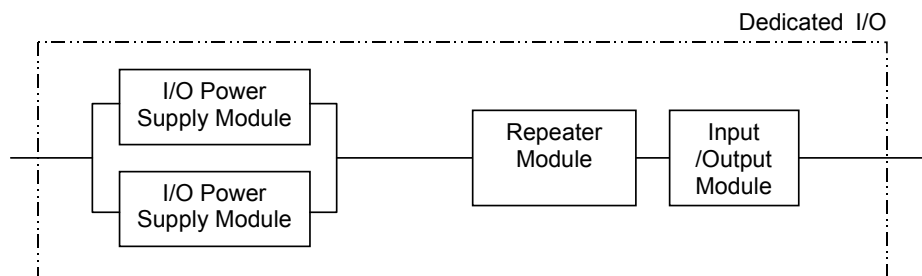 Dedicated I/O
I/O Power
Supply Module
I/O Power
Supply Module
Repeater
Module
Input
/Output
Module